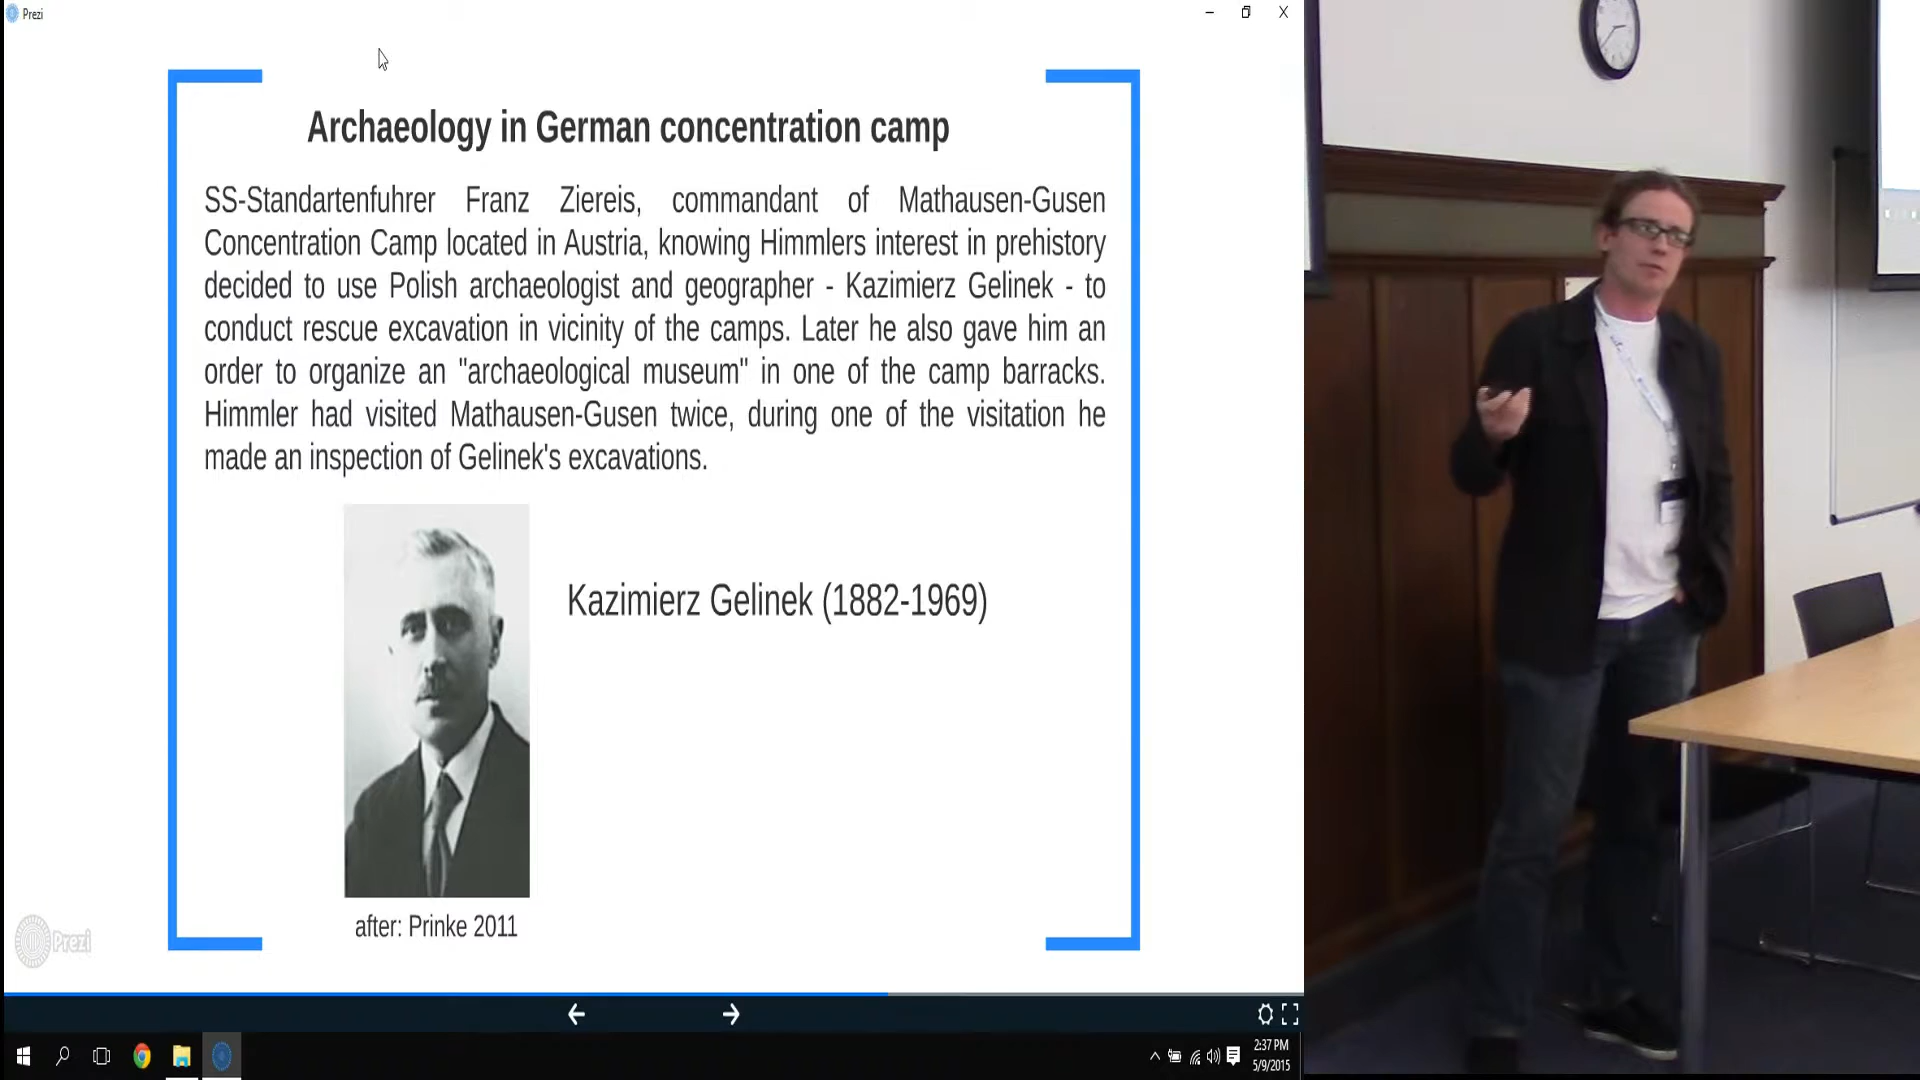 Prezi
Archaeology in German concentration camp
SS-Standartenfuhrer Franz Ziereis, commandant of Mathausen-Gusen
Concentration Camp located in Austria, knowing Himmlers interest in prehistory
decided to use Polish archaeologist and geographer - Kazimierz Gelinek - to
conduct rescue excavation in vicinity of the camps. Later he also gave him an
order to organize an "archaeological museum" in one of the camp barracks.
Himmler had visited Mathausen-Gusen twice, during one of the visitation he
made an inspection of Gelinek's excavations.
Kazimierz Gelinek (1882-1969)
after: Prinke 2011
Prezi
2:37 PM
5/9/2015